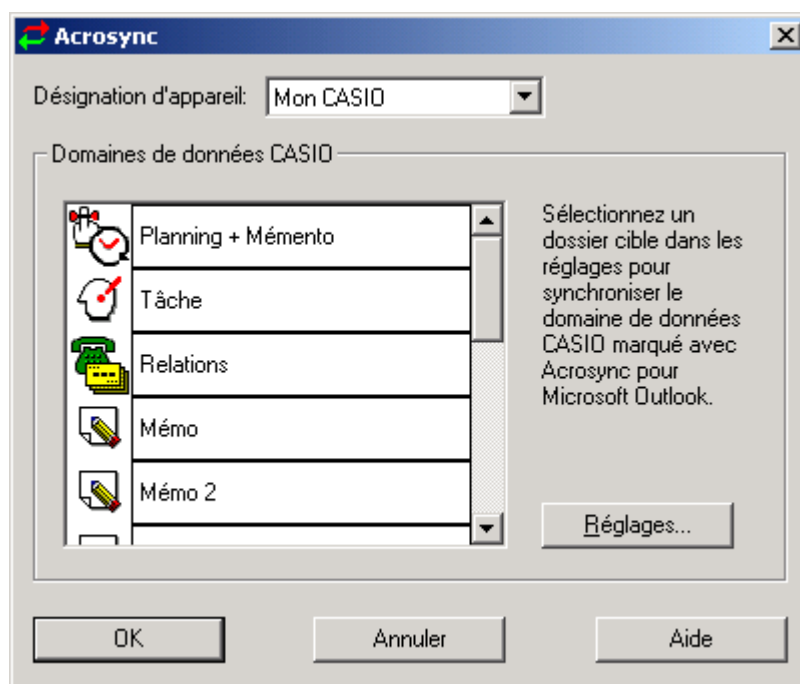 Acrosync
Désignation d'appareil: Mon CASIO
Domaines de données CASIO
Planning + Mémento
Tâche
Relations
Mémo
Mémo 2
Sélectionnez un
dossier cible dans les
réglages pour
synchroniser le
domaine de données
CASIO marqué avec
Acrosync pour
Microsoft Outlook.
Réglages...
OK
Annuler
Aide